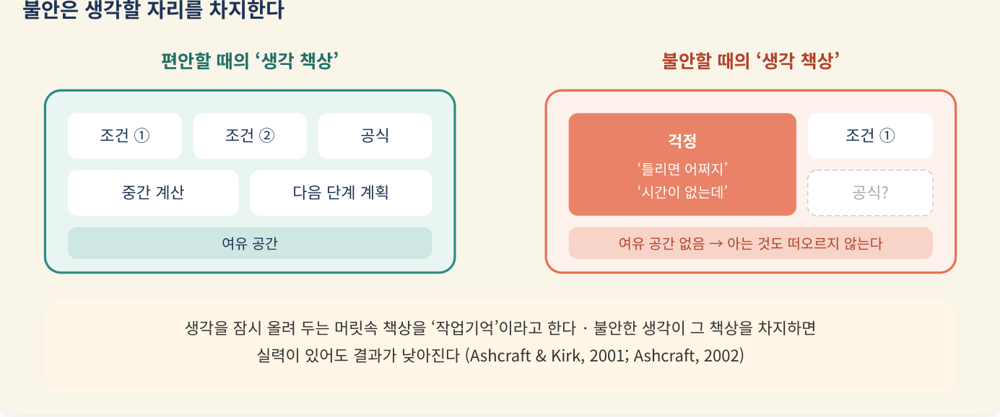 불안은 생각할 자리를 차지한다
편안할 때의 ‘생각 책상’
조건 ①
조건 ②
공식
중간 계산
다음 단계 계획
여유 공간
불안할 때의 ‘생각 책상’
걱정
‘틀리면 어쩌지’
‘시간이 없는데’
조건 ①
공식?
여유 공간 없음 → 아는 것도 떠오르지 않는다
생각을 잠시 올려 두는 머릿속 책상을 ‘작업기억’이라고 한다 · 불안한 생각이 그 책상을 차지하면
실력이 있어도 결과가 낮아진다 (Ashcraft & Kirk, 2001; Ashcraft, 2002)